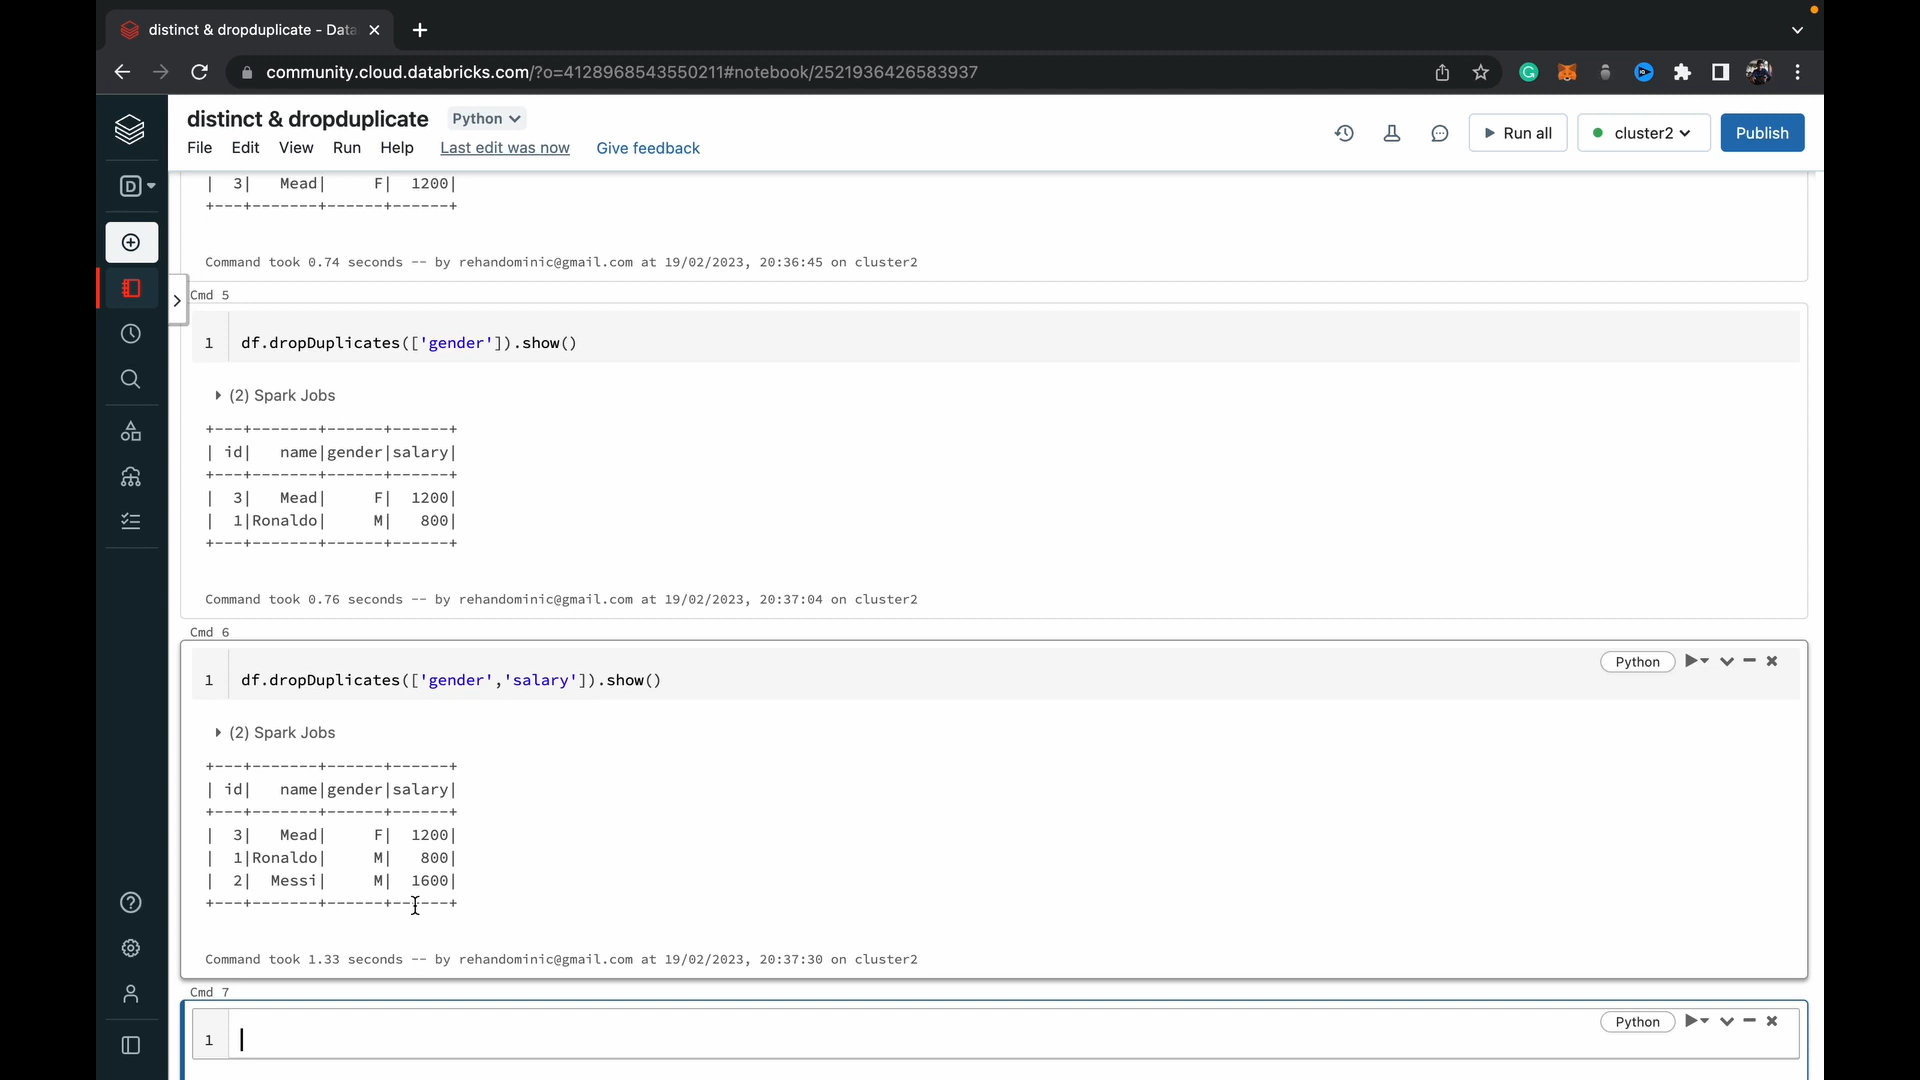 distinct & dropduplicate - Data
community.cloud.databricks.com/?o=4128968543550211#notebook/2521936426583937
distinct & dropduplicate Python
File Edit View Run Help Last edit was now Give feedback
Run all cluster2 Publish
D
| 3| Mead| F| 1200|
+---+-------+------+------+
Command took 0.74 seconds -- by rehandominic@gmail.com at 19/02/2023, 20:36:45 on cluster2
Cmd 5
1 df.dropDuplicates(['gender']).show()
(2) Spark Jobs
+---+-------+------+------+
| id| name|gender|salary|
+---+-------+------+------+
| 3| Mead| F| 1200|
| 1|Ronaldo| M| 800|
+---+-------+------+------+
Command took 0.76 seconds -- by rehandominic@gmail.com at 19/02/2023, 20:37:04 on cluster2
Cmd 6
Python
1 df.dropDuplicates(['gender','salary']).show()
(2) Spark Jobs
+---+-------+------+------+
| id| name|gender|salary|
+---+-------+------+------+
| 3| Mead| F| 1200|
| 1|Ronaldo| M| 800|
| 2| Messi| M| 1600|
+---+-------+------+------+
Command took 1.33 seconds -- by rehandominic@gmail.com at 19/02/2023, 20:37:30 on cluster2
Cmd 7
Python
1